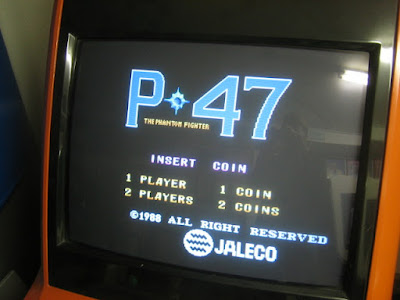 P-47
THE PHANTOM FIGHTER
INSERT COIN
1 PLAYER 1 COIN
2 PLAYERS 2 COINS
©1988 ALL RIGHT RESERVED
JALECO